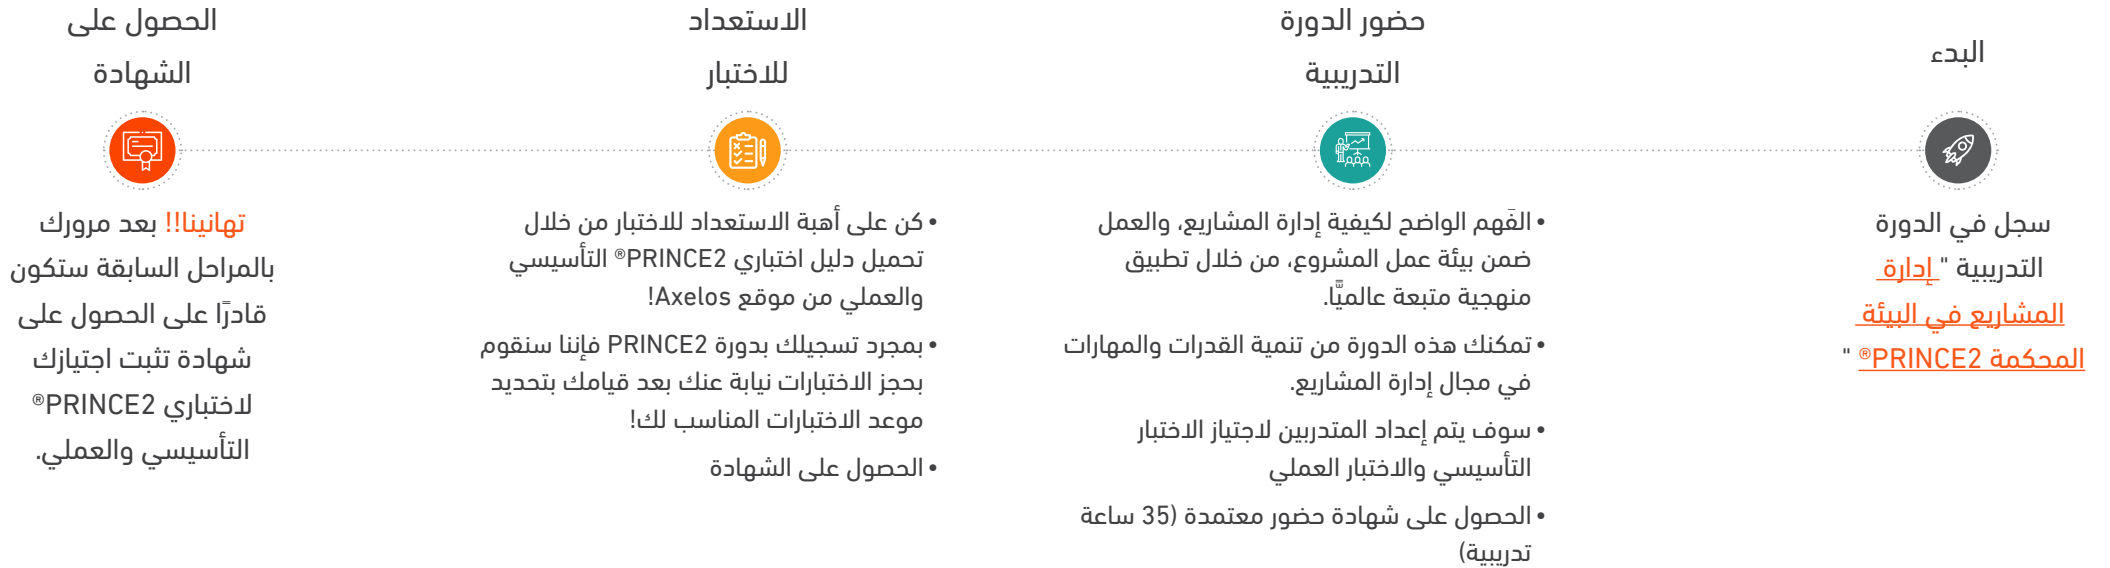 البدء
سجل في الدورة
التدريبية " إدارة
المشاريع في البيئة
المحكمة PRINCE2® "
حضور الدورة
التدريبية
• الفَهم الواضح لكيفية إدارة المشاريع، والعمل
ضمن بيئة عمل المشروع، من خلال تطبيق
منهجية متبعة عالميًّا.
• تمكنك هذه الدورة من تنمية القدرات والمهارات
في مجال إدارة المشاريع.
• سوف يتم إعداد المتدربين لاجتياز الاختبار
التأسيسي والاختبار العملي
• الحصول على شهادة حضور معتمدة (35 ساعة
تدريبية)
الاستعداد
للاختبار
• كن على أهبة الاستعداد للاختبار من خلال
تحميل دليل اختباري PRINCE2® التأسيسي
والعملي من موقع Axelos!
• بمجرد تسجيلك بدورة PRINCE2 فإننا سنقوم
بحجز الاختبارات نيابة عنك بعد قيامك بتحديد
موعد الاختبارات المناسب لك!
• الحصول على الشهادة
الحصول على
الشهادة
تهانينا!! بعد مرورك
بالمراحل السابقة ستكون
قادرًا على الحصول على
شهادة تثبت اجتيازك
لاختباري PRINCE2®
التأسيسي والعملي.